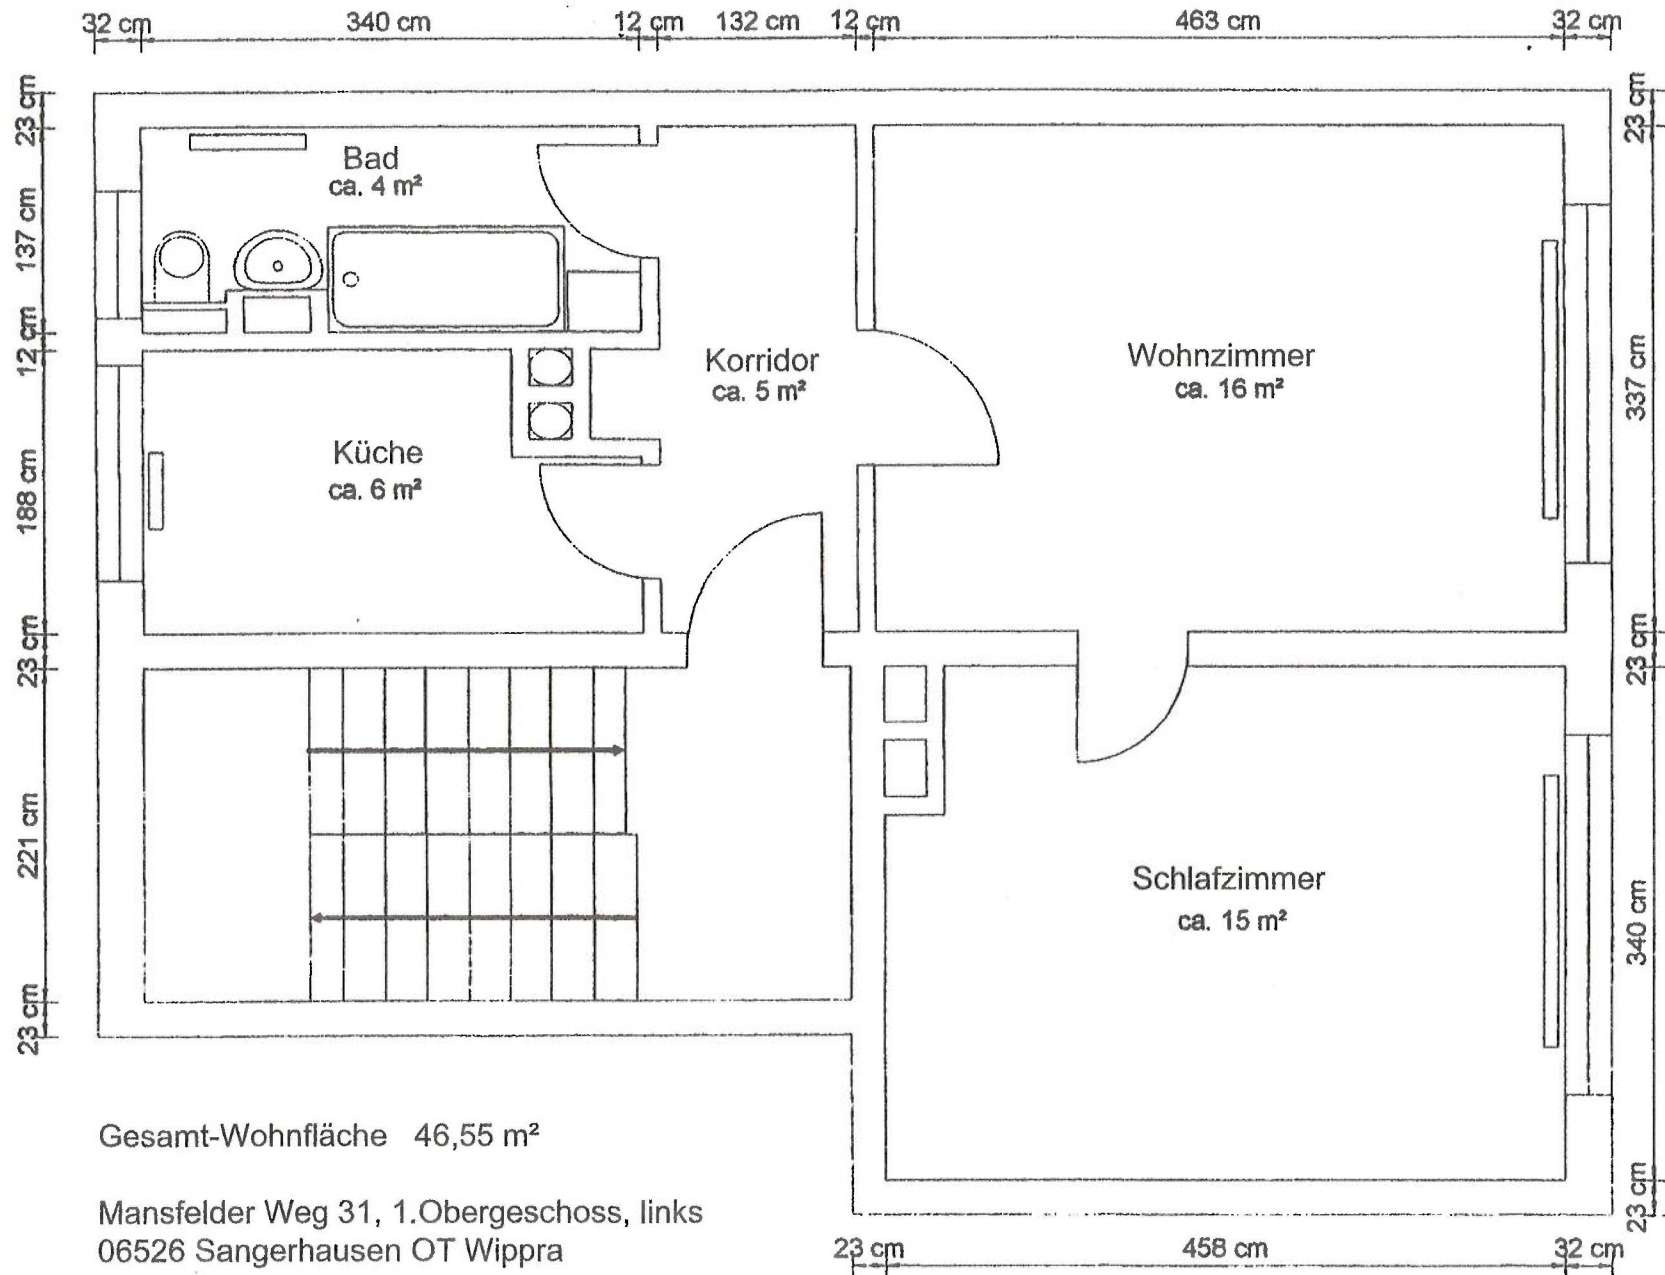 32 cm 340 cm 12 cm 132 cm 12 cm 463 cm 32 cm
23 cm
137 cm
12 cm
188 cm
23 cm
221 cm
23 cm
Bad
ca. 4 m²
Korridor
ca. 5 m²
Wohnzimmer
ca. 16 m²
Küche
ca. 6 m²
Schlafzimmer
ca. 15 m²
23 cm
337 cm
23 cm
340 cm
23 cm
Gesamt-Wohnfläche 46,55 m²
Mansfelder Weg 31, 1.Obergeschoss, links
06526 Sangerhausen OT Wippra
23 cm 458 cm 32 cm